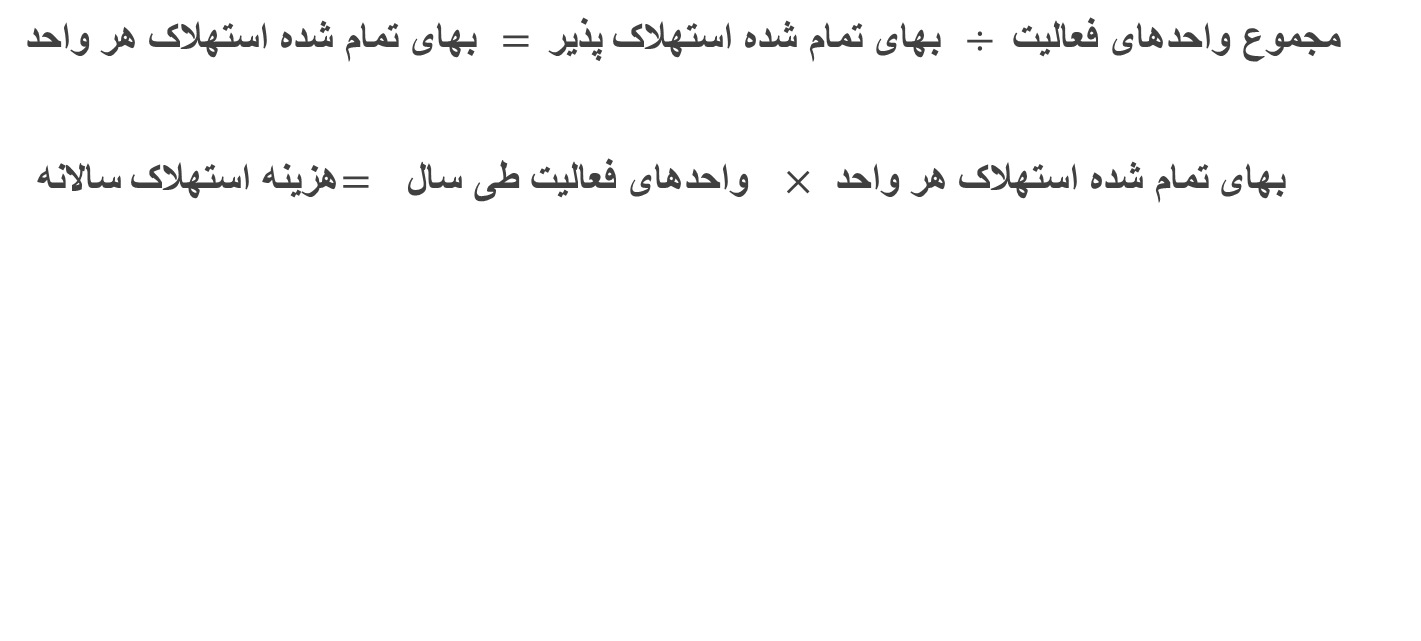 مجموع واحدهای فعالیت ÷ بهای تمام شده استهلاک پذیر = بهای تمام شده استهلاک هر واحد
بهای تمام شده استهلاک هر واحد × واحدهای فعالیت طی سال =هزینه استهلاک سالانه